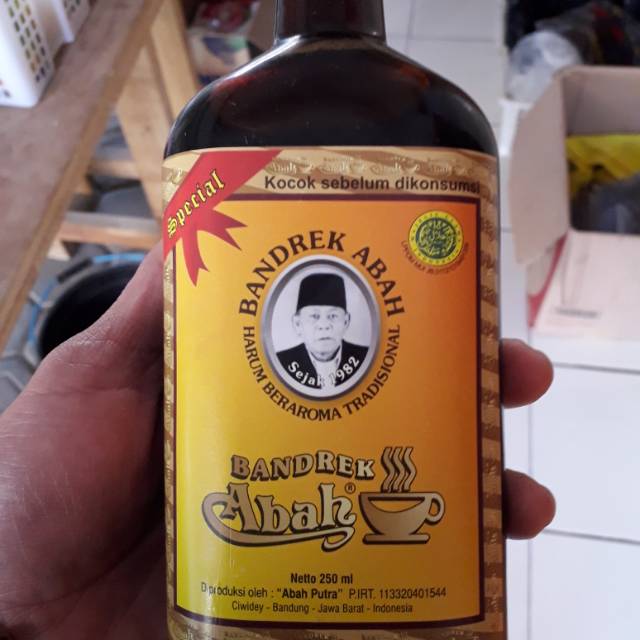 Special
Kocok sebelum dikonsumsi
BANDREK ABAH
Sejak 1982
HARUM BERAROMA TRADISIONAL
BANDREK
Abah®
Netto 250 ml
Diproduksi oleh : "Abah Putra" P.IRT. 113320401544
Ciwidey - Bandung - Jawa Barat - Indonesia